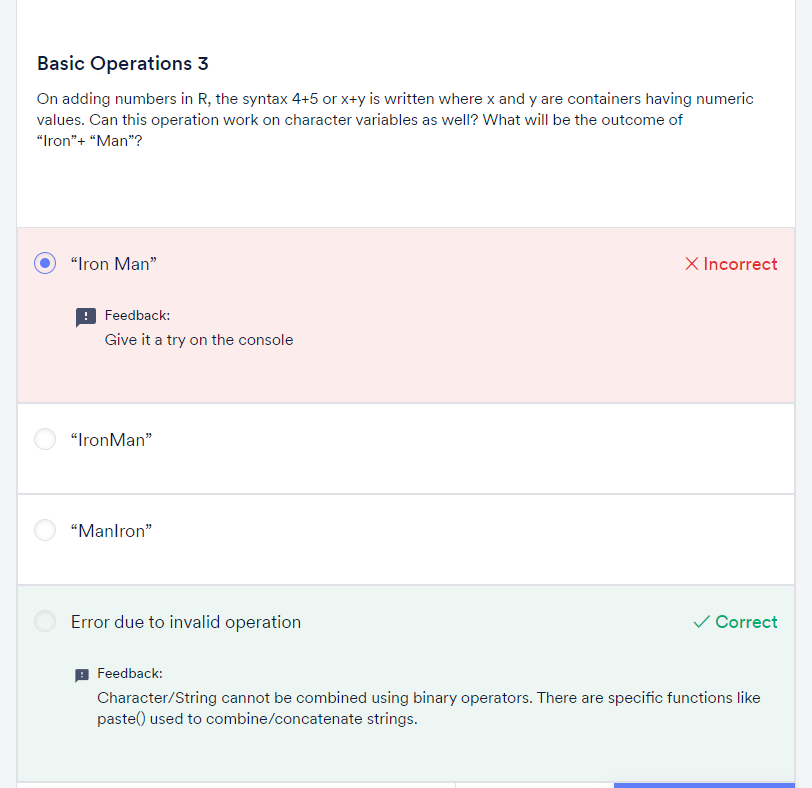 Basic Operations 3
On adding numbers in R, the syntax 4+5 or x+y is written where x and y are containers having numeric
values. Can this operation work on character variables as well? What will be the outcome of
“Iron”+ “Man”?
“Iron Man”
Incorrect
Feedback:
Give it a try on the console
“IronMan”
“ManIron”
Error due to invalid operation
Correct
Feedback:
Character/String cannot be combined using binary operators. There are specific functions like
paste() used to combine/concatenate strings.